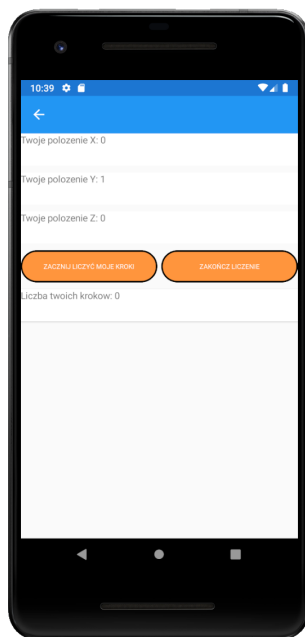 10:39
Twoje polozenie X: 0
Twoje polozenie Y: 1
Twoje polozenie Z: 0
ZACZNIJ LICZYĆ MOJE KROKI ZAKOŃCZ LICZENIE
Liczba twoich krokow: 0